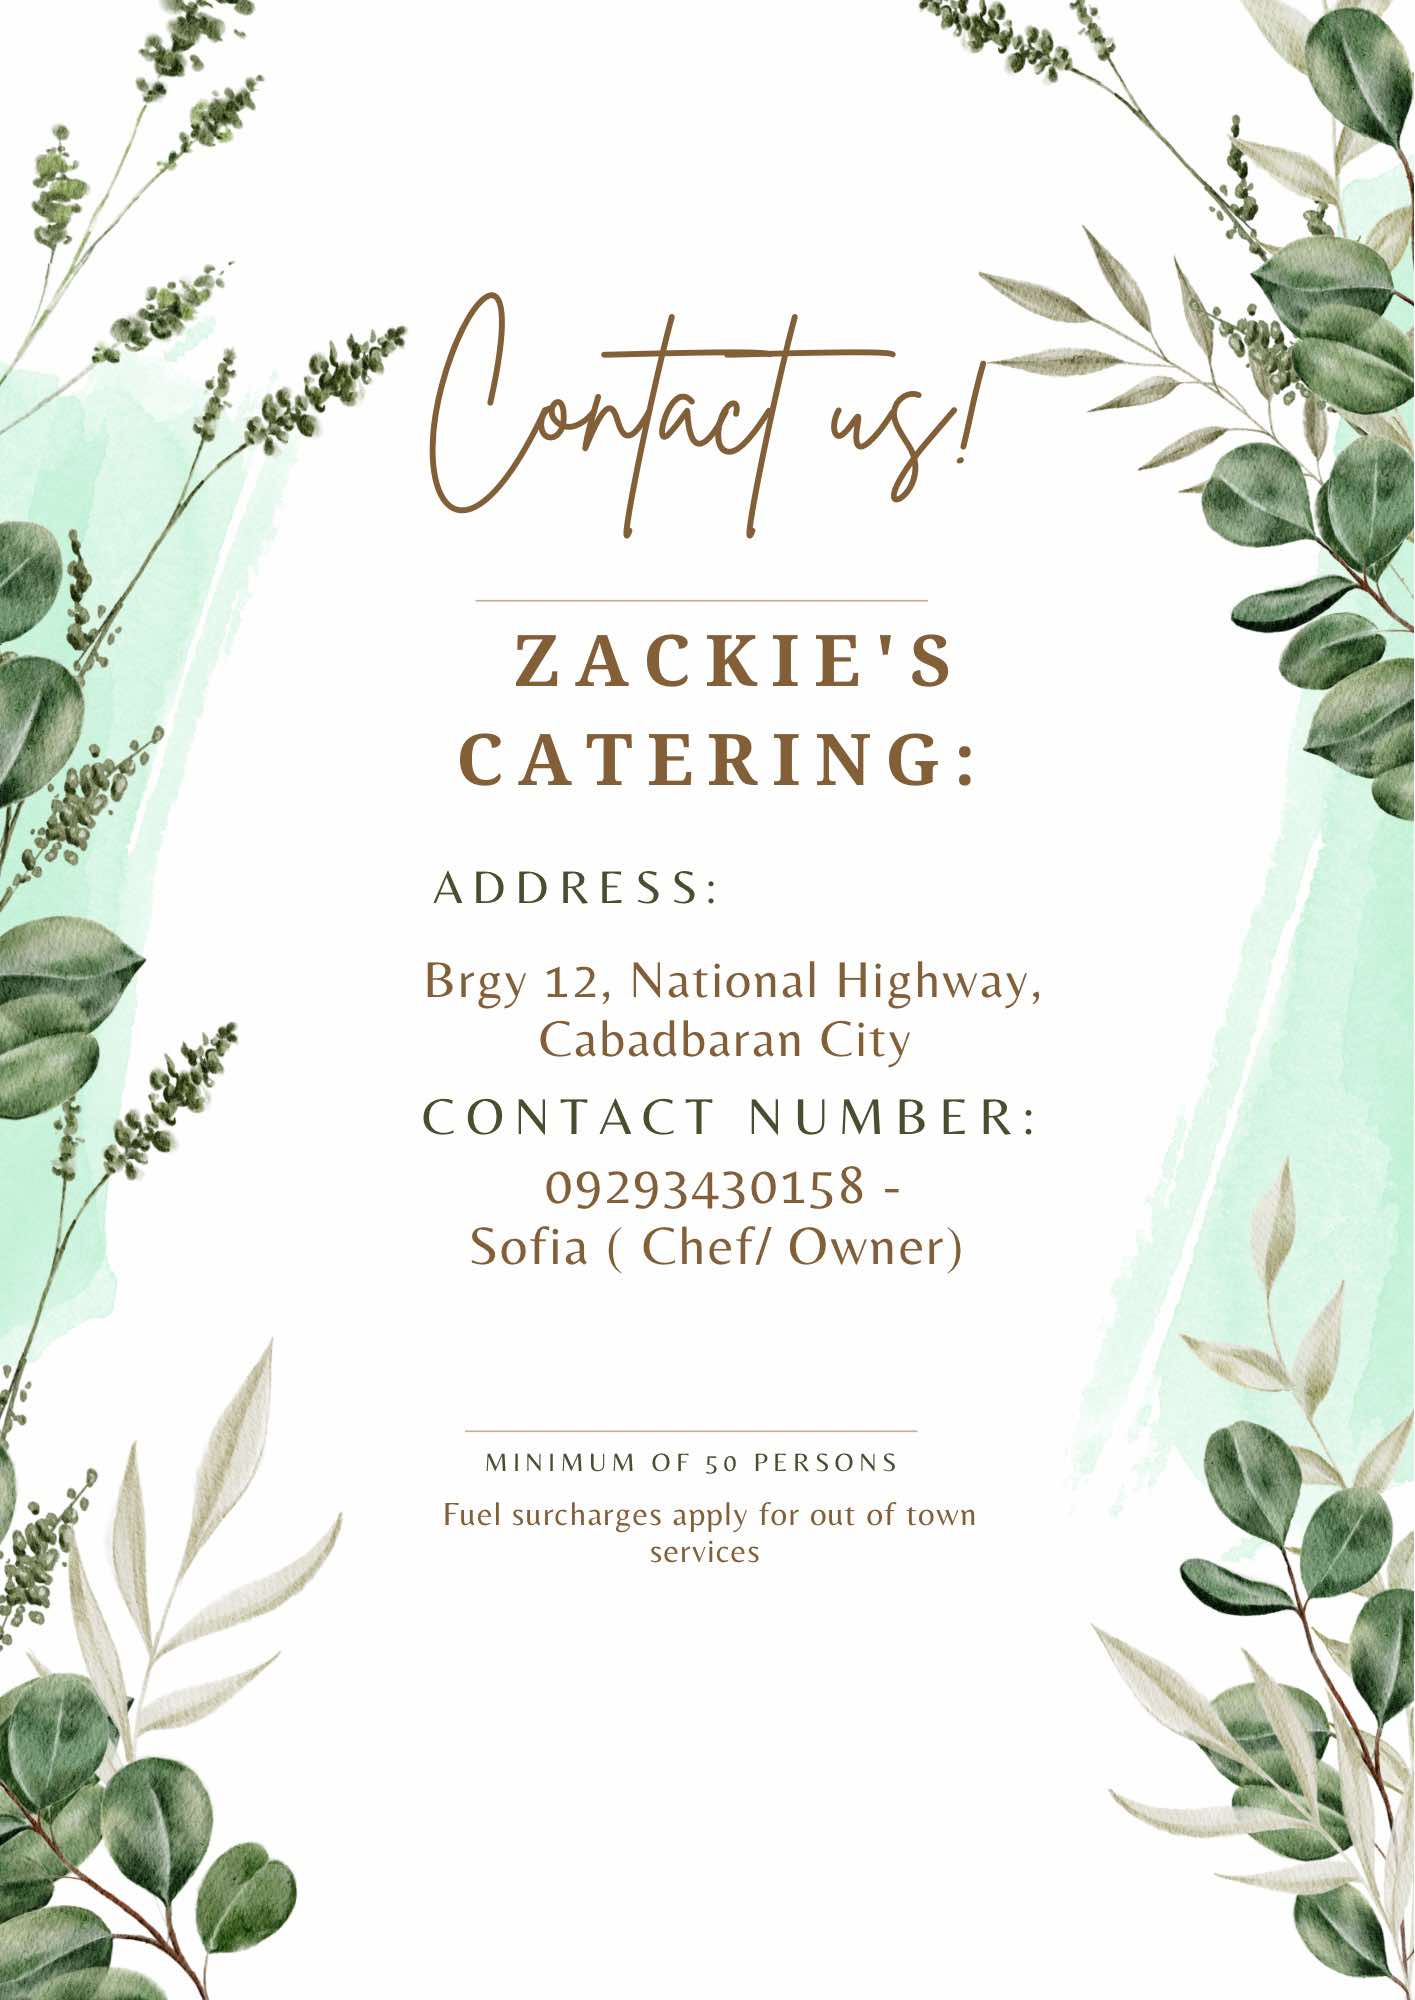 Contact us!
ZACKIE'S
CATERING:
ADDRESS:
Brgy 12, National Highway,
Cabadbaran City
CONTACT NUMBER:
09293430158 -
Sofia ( Chef/ Owner)
MINIMUM OF 50 PERSONS
Fuel surcharges apply for out of town
services